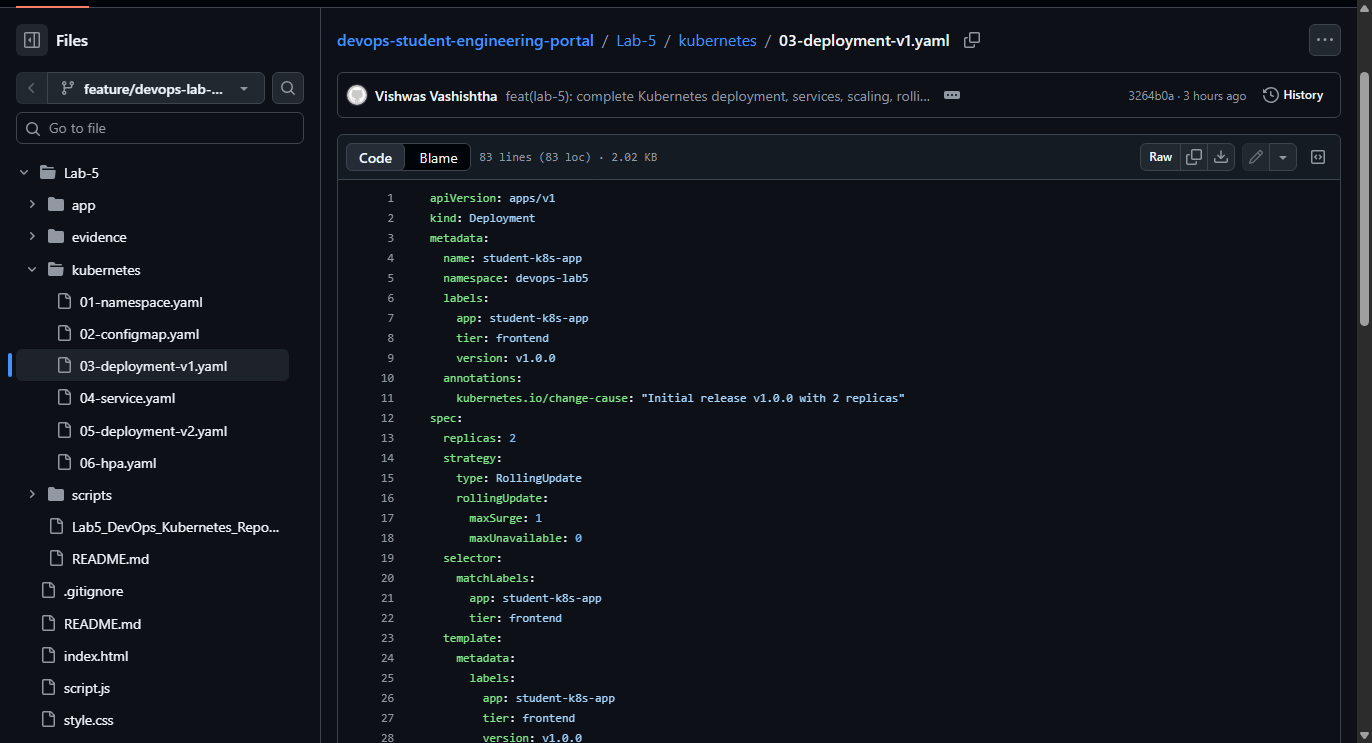 Files
feature/devops-lab-...
Go to file
Lab-5
app
evidence
kubernetes
01-namespace.yaml
02-configmap.yaml
03-deployment-v1.yaml
04-service.yaml
05-deployment-v2.yaml
06-hpa.yaml
scripts
Lab5_DevOps_Kubernetes_Repo...
README.md
.gitignore
README.md
index.html
script.js
style.css
devops-student-engineering-portal / Lab-5 / kubernetes / 03-deployment-v1.yaml
Vishwas Vashishtha feat(lab-5): complete Kubernetes deployment, services, scaling, rolli... 3264b0a · 3 hours ago History
Code Blame 83 lines (83 loc) · 2.02 KB Raw
1 apiVersion: apps/v1
2 kind: Deployment
3 metadata:
4 name: student-k8s-app
5 namespace: devops-lab5
6 labels:
7 app: student-k8s-app
8 tier: frontend
9 version: v1.0.0
10 annotations:
11 kubernetes.io/change-cause: "Initial release v1.0.0 with 2 replicas"
12 spec:
13 replicas: 2
14 strategy:
15 type: RollingUpdate
16 rollingUpdate:
17 maxSurge: 1
18 maxUnavailable: 0
19 selector:
20 matchLabels:
21 app: student-k8s-app
22 tier: frontend
23 template:
24 metadata:
25 labels:
26 app: student-k8s-app
27 tier: frontend
28 version: v1.0.0